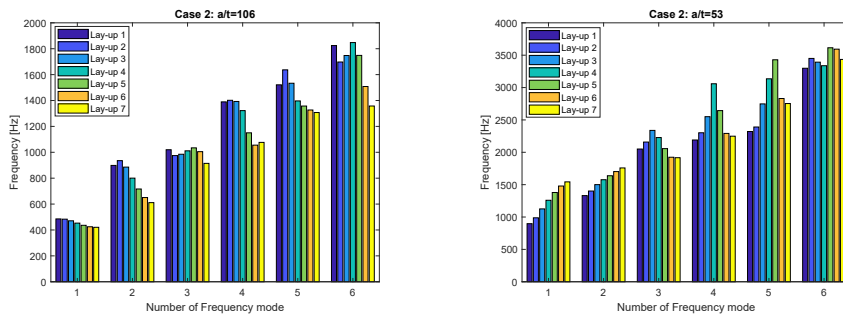 Case 2: a/t=106
Frequency [Hz]
2000
1800
1600
1400
1200
1000
800
600
400
200
0
Lay-up 1
Lay-up 2
Lay-up 3
Lay-up 4
Lay-up 5
Lay-up 6
Lay-up 7
1 2 3 4 5 6
Number of Frequency mode
Case 2: a/t=53
Frequency [Hz]
4000
3500
3000
2500
2000
1500
1000
500
0
Lay-up 1
Lay-up 2
Lay-up 3
Lay-up 4
Lay-up 5
Lay-up 6
Lay-up 7
1 2 3 4 5 6
Number of Frequency mode